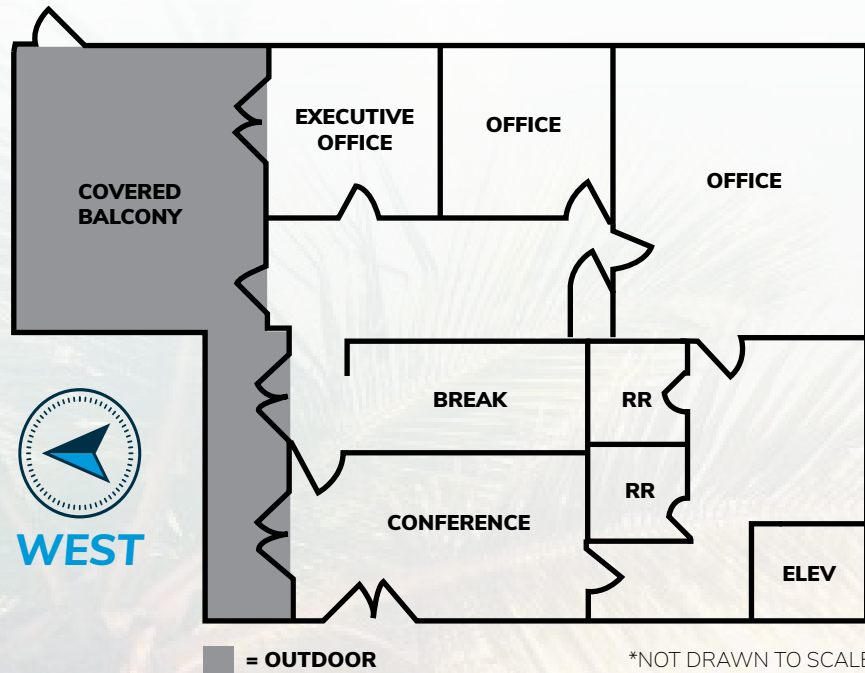 EXECUTIVE
OFFICE
OFFICE
OFFICE
COVERED
BALCONY
BREAK
RR
RR
CONFERENCE
WEST
ELEV
= OUTDOOR
*NOT DRAWN TO SCALE